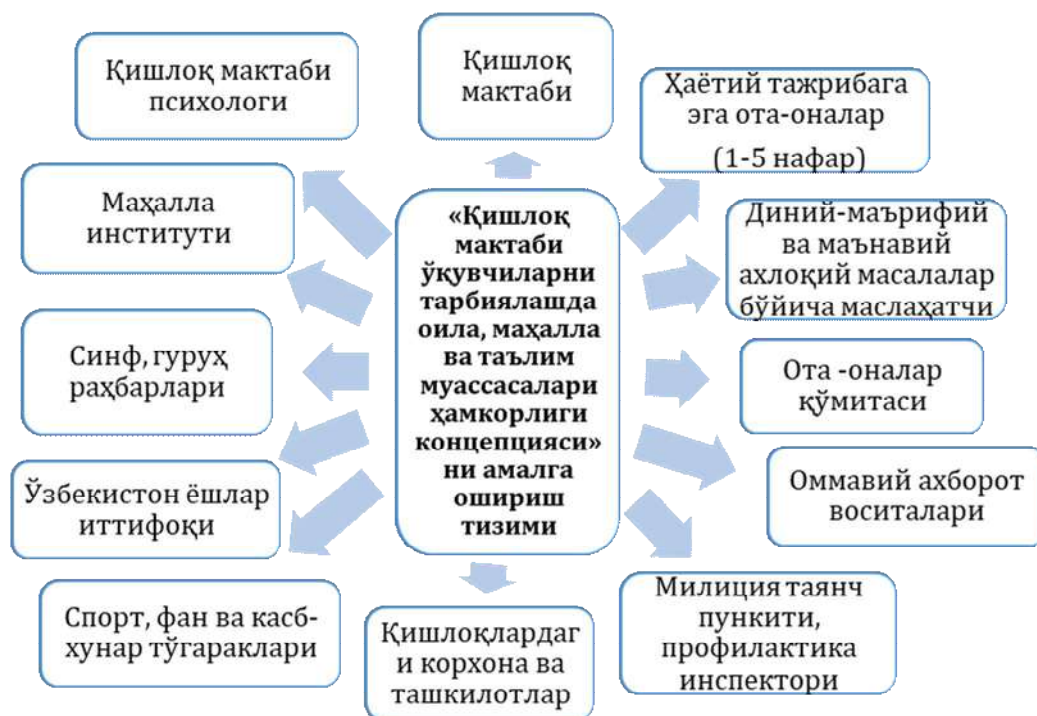 Қишлоқ мактаби
психологи
Қишлоқ
мактаби
Ҳаётий тажрибага
эга ота-оналар
(1-5 нафар)
Маҳалла
институти
«Қишлоқ
мактаби
ўқувчиларни
тарбиялашда
оила, маҳалла
ва таълим
муассасалари
ҳамкорлиги
концепцияси»
ни амалга
ошириш
тизими
Диний-маърифий
ва маънавий
ахлоқий масалалар
бўйича маслаҳатчи
Синф, гуруҳ
раҳбарлари
Ота -оналар
қўмитаси
Ўзбекистон ёшлар
иттифоқи
Оммавий ахборот
воситалари
Спорт, фан ва касб-
хунар тўгараклари
Қишлоқлардаг
и корхона ва
ташкилотлар
Милиция таянч
пункити,
профилактика
инспектори